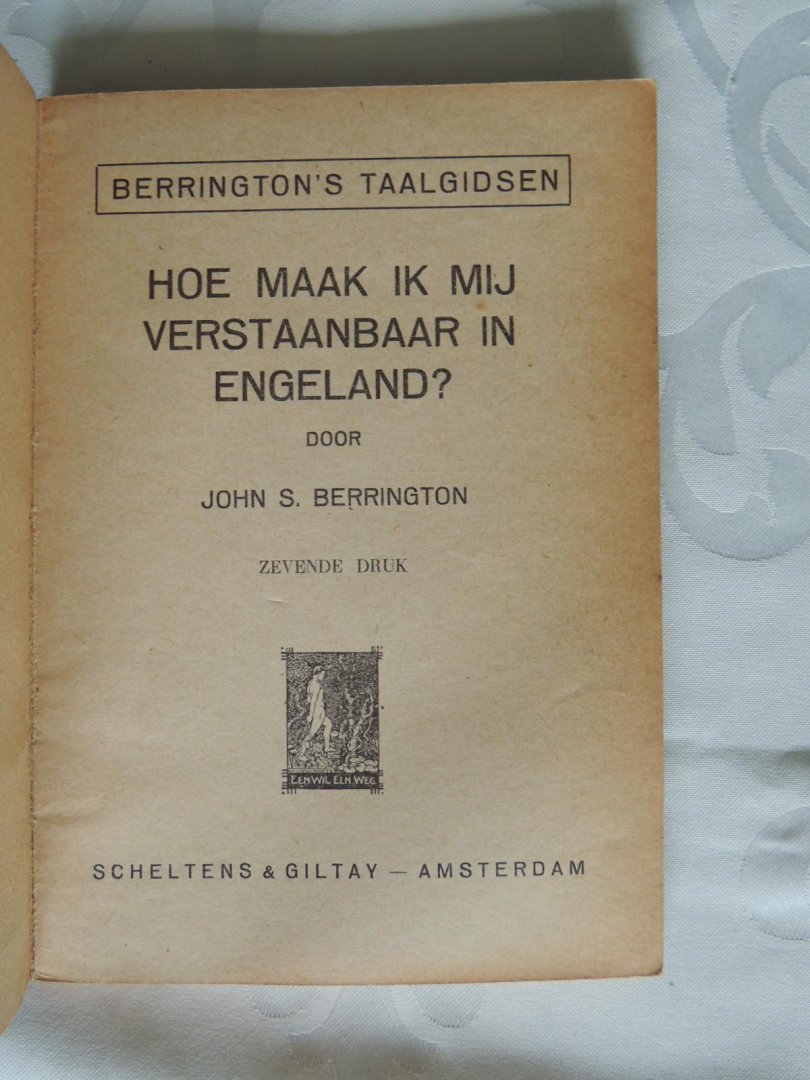 BERRINGTON'S TAALGIDSEN
HOE MAAK IK MIJ
VERSTAANBAAR IN
ENGELAND?
DOOR
JOHN S. BERRINGTON
ZEVENDE DRUK
EEN WIL EEN WEG
SCHELTENS & GILTAY — AMSTERDAM